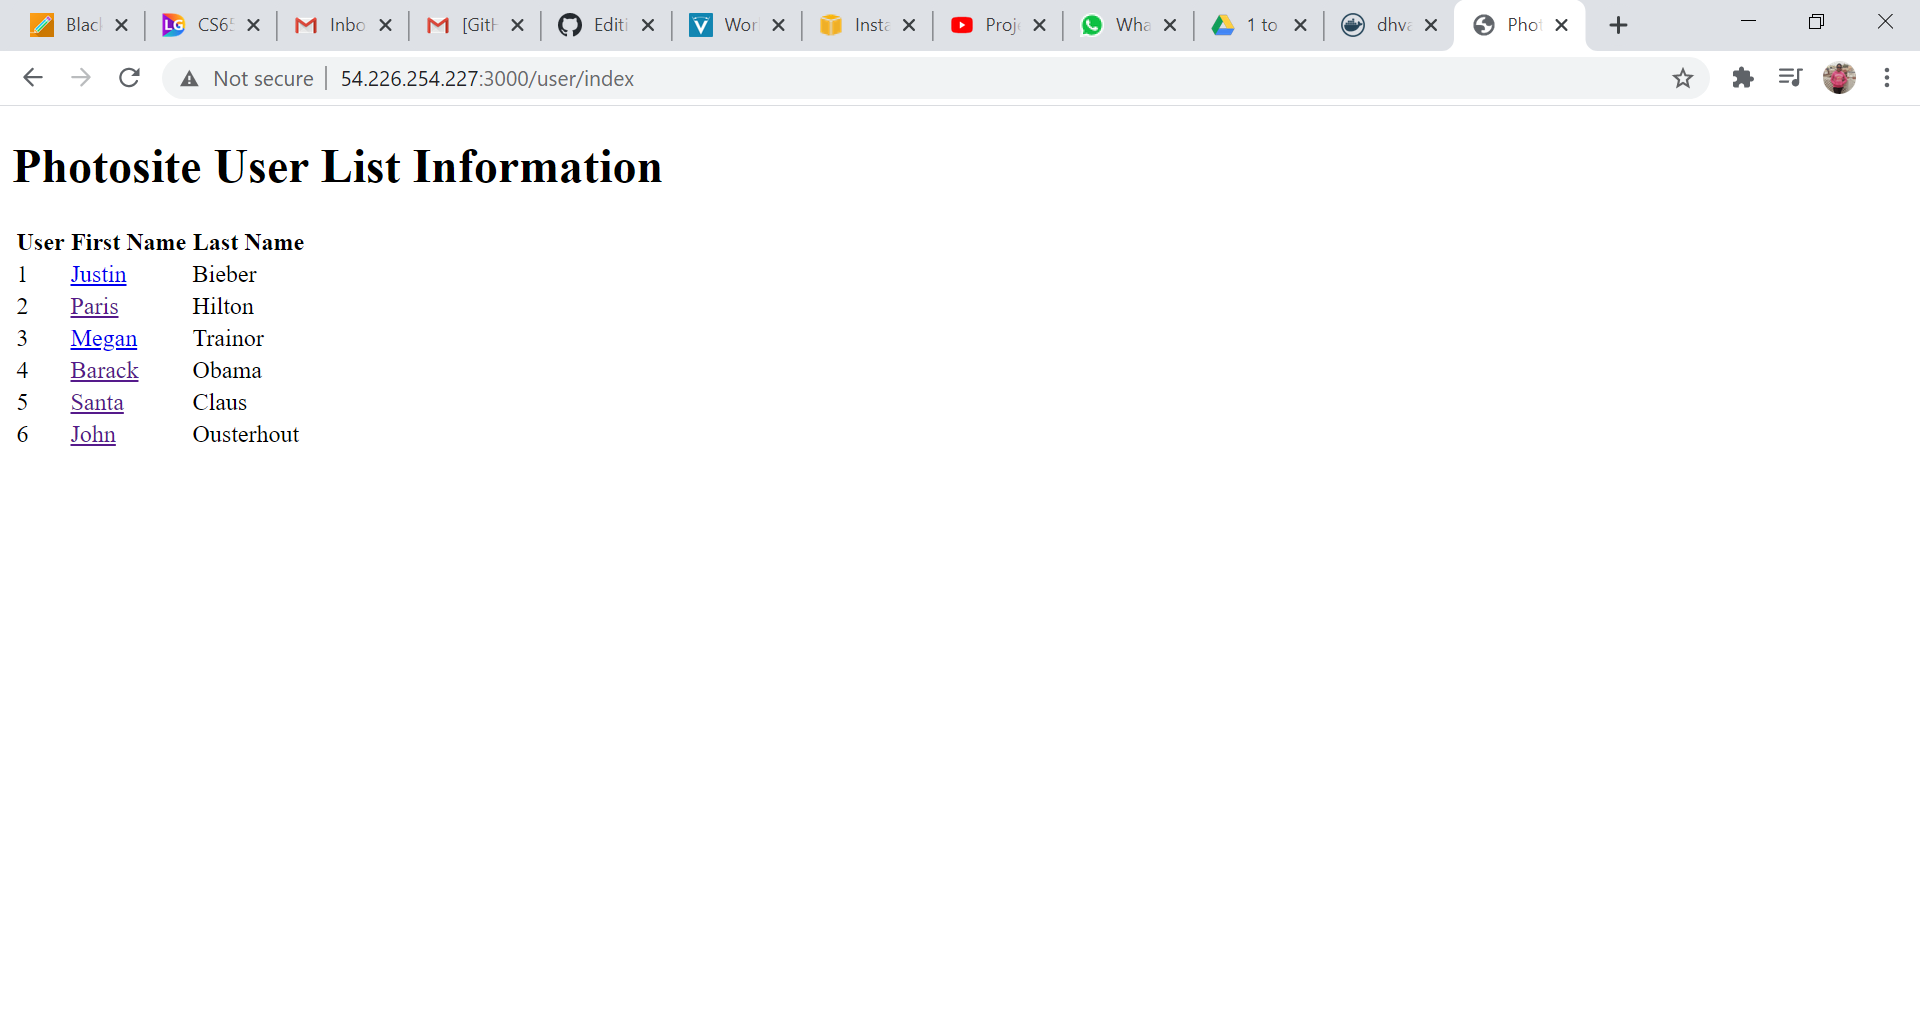 Blac CS65 Inbo [GitH Editi Wor Insta Proj Wha 1 to dhva Phot
Not secure 54.226.254.227:3000/user/index
Photosite User List Information
User First Name Last Name
1 Justin Bieber
2 Paris Hilton
3 Megan Trainor
4 Barack Obama
5 Santa Claus
6 John Ousterhout